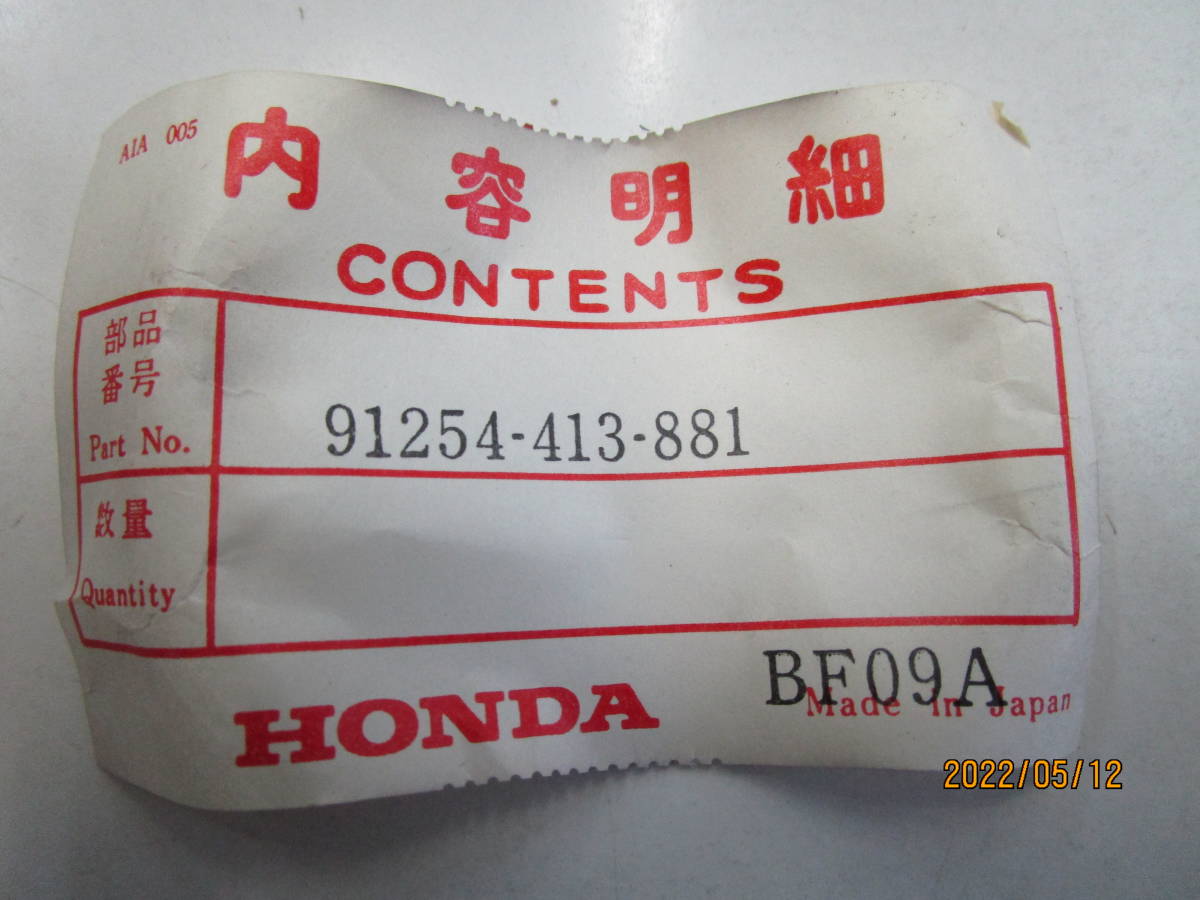 A1A 005
内容明細
CONTENTS
部品
番号
Part No.
91254-413-881
数量
Quantity
BF09A
HONDA
Made in Japan
2022/05/12